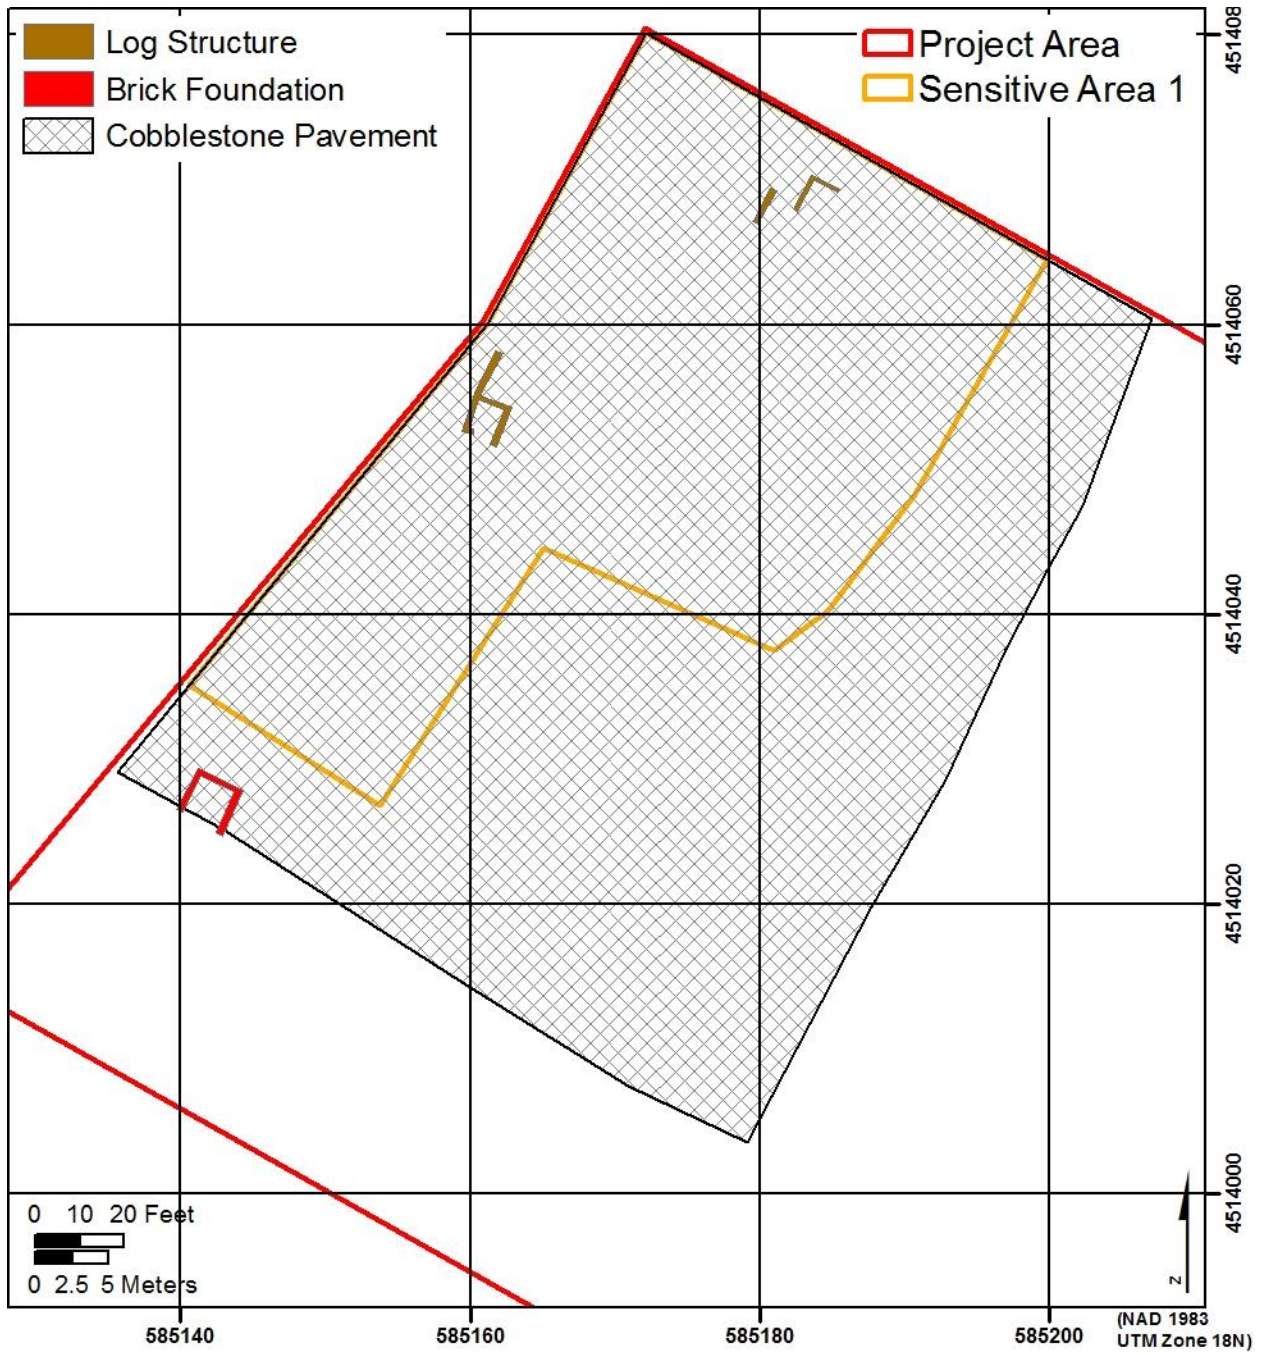 Log Structure
Brick Foundation
Cobblestone Pavement
Project Area
Sensitive Area 1
451408
4514060
4514040
4514020
4514000
0 10 20 Feet
0 2.5 5 Meters
N
585140
585160
585180
585200
(NAD 1983
UTM Zone 18N)